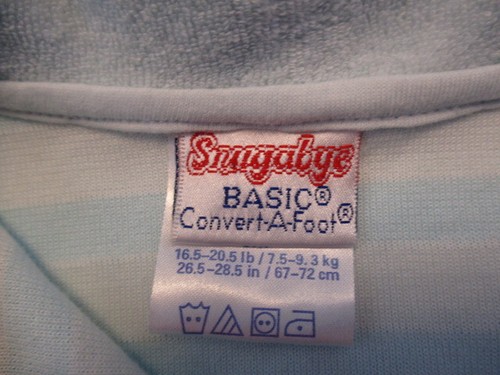 Snugabye
BASIC®
Convert-A-Foot®
16.5-20.5 lb / 7.5-9.3 kg
26.5-28.5 in / 67-72 cm